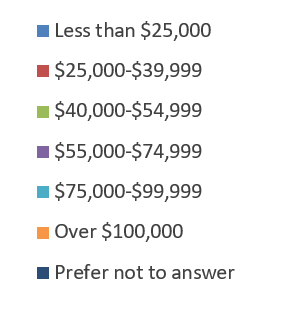 Less than $25,000
$25,000-$39,999
$40,000-$54,999
$55,000-$74,999
$75,000-$99,999
Over $100,000
Prefer not to answer